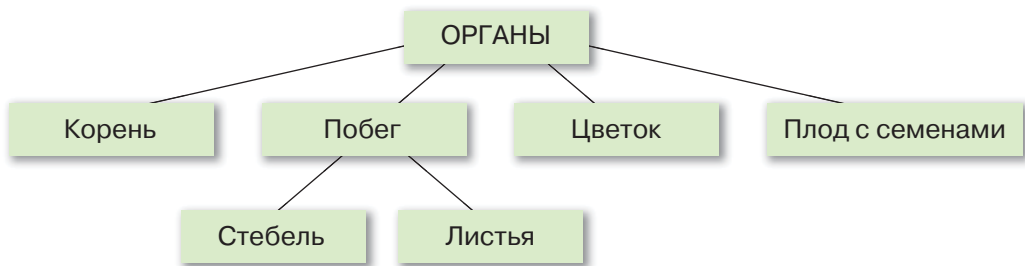 ОРГАНЫ
Корень
Побег
Цветок
Плод с семенами
Стебель
Листья